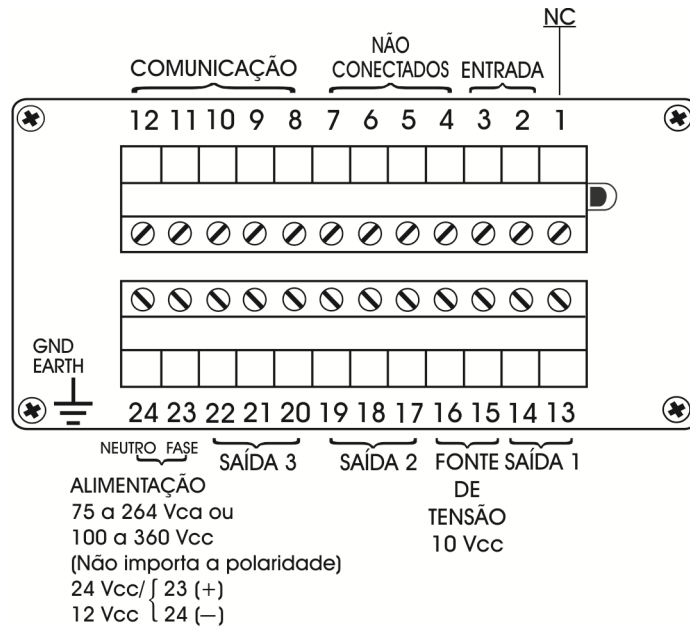 NC
NÃO
COMUNICAÇÃO CONECTADOS ENTRADA
12 11 10 9 8 7 6 5 4 3 2 1
GND
EARTH
24 23 22 21 20 19 18 17 16 15 14 13
NEUTRO FASE SAÍDA 3 SAÍDA 2 FONTE SAÍDA 1
DE
TENSÃO
10 Vcc
ALIMENTAÇÃO
75 a 264 Vca ou
100 a 360 Vcc
(Não importa a polaridade)
24 Vcc/ { 23 (+)
12 Vcc 24 (—)